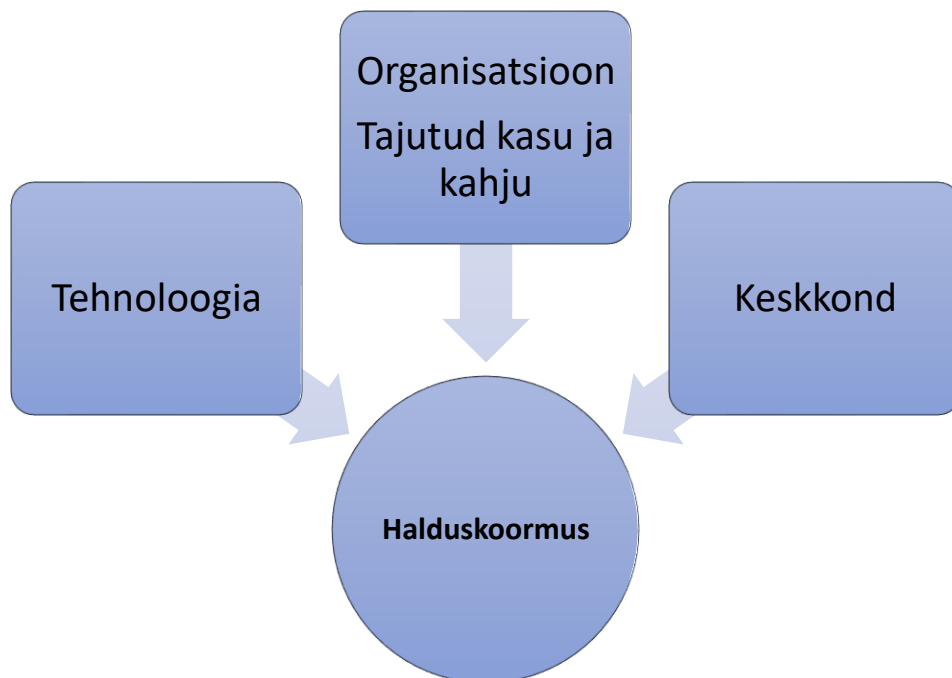 Organisatsioon
Tajutud kasu ja
kahju
Tehnoloogia
Keskkond
Halduskoormus